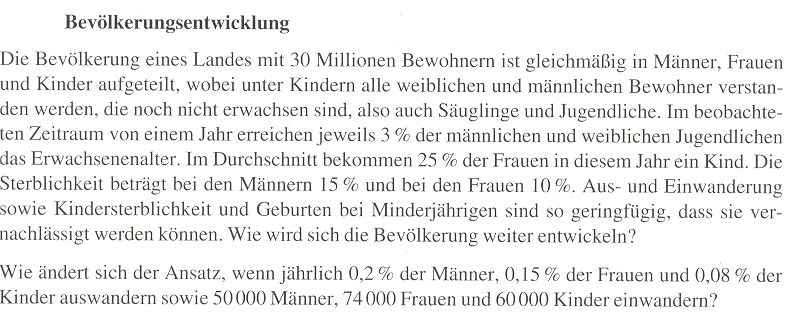 Bevölkerungsentwicklung
Die Bevölkerung eines Landes mit 30 Millionen Bewohnern ist gleichmäßig in Männer, Frauen
und Kinder aufgeteilt, wobei unter Kindern alle weiblichen und männlichen Bewohner verstan-
den werden, die noch nicht erwachsen sind, also auch Säuglinge und Jugendliche. Im beobachte-
ten Zeitraum von einem Jahr erreichen jeweils 3 % der männlichen und weiblichen Jugendlichen
das Erwachsenenalter. Im Durchschnitt bekommen 25 % der Frauen in diesem Jahr ein Kind. Die
Sterblichkeit beträgt bei den Männern 15 % und bei den Frauen 10 %. Aus- und Einwanderung
sowie Kindersterblichkeit und Geburten bei Minderjährigen sind so geringfügig, dass sie ver-
nachlässigt werden können. Wie wird sich die Bevölkerung weiter entwickeln?
Wie ändert sich der Ansatz, wenn jährlich 0,2 % der Männer, 0,15 % der Frauen und 0,08 % der
Kinder auswandern sowie 50 000 Männer, 74 000 Frauen und 60 000 Kinder einwandern?